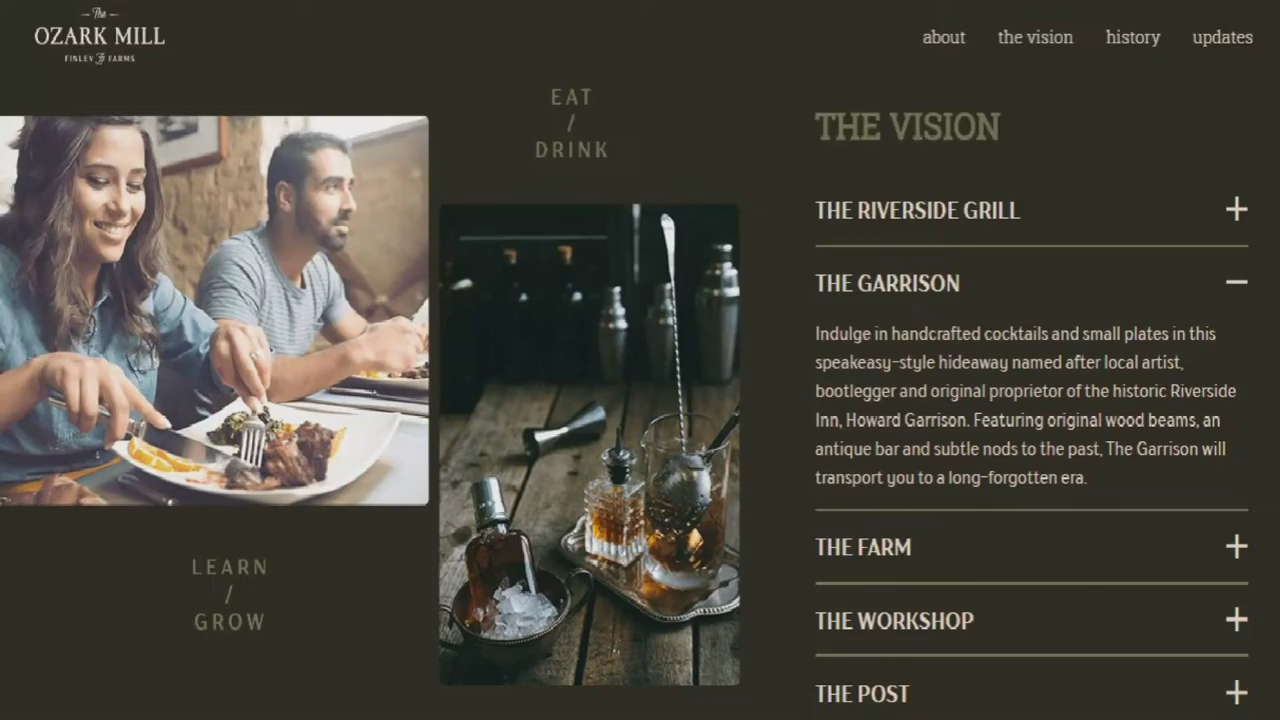 The
OZARK MILL
FINLEY FF FARMS
about
the vision
history
updates
EAT
/
DRINK
LEARN
/
GROW
THE VISION
THE RIVERSIDE GRILL
THE GARRISON
Indulge in handcrafted cocktails and small plates in this
speakeasy-style hideaway named after local artist,
bootlegger and original proprietor of the historic Riverside
Inn, Howard Garrison. Featuring original wood beams, an
antique bar and subtle nods to the past, The Garrison will
transport you to a long-forgotten era.
THE FARM
THE WORKSHOP
THE POST